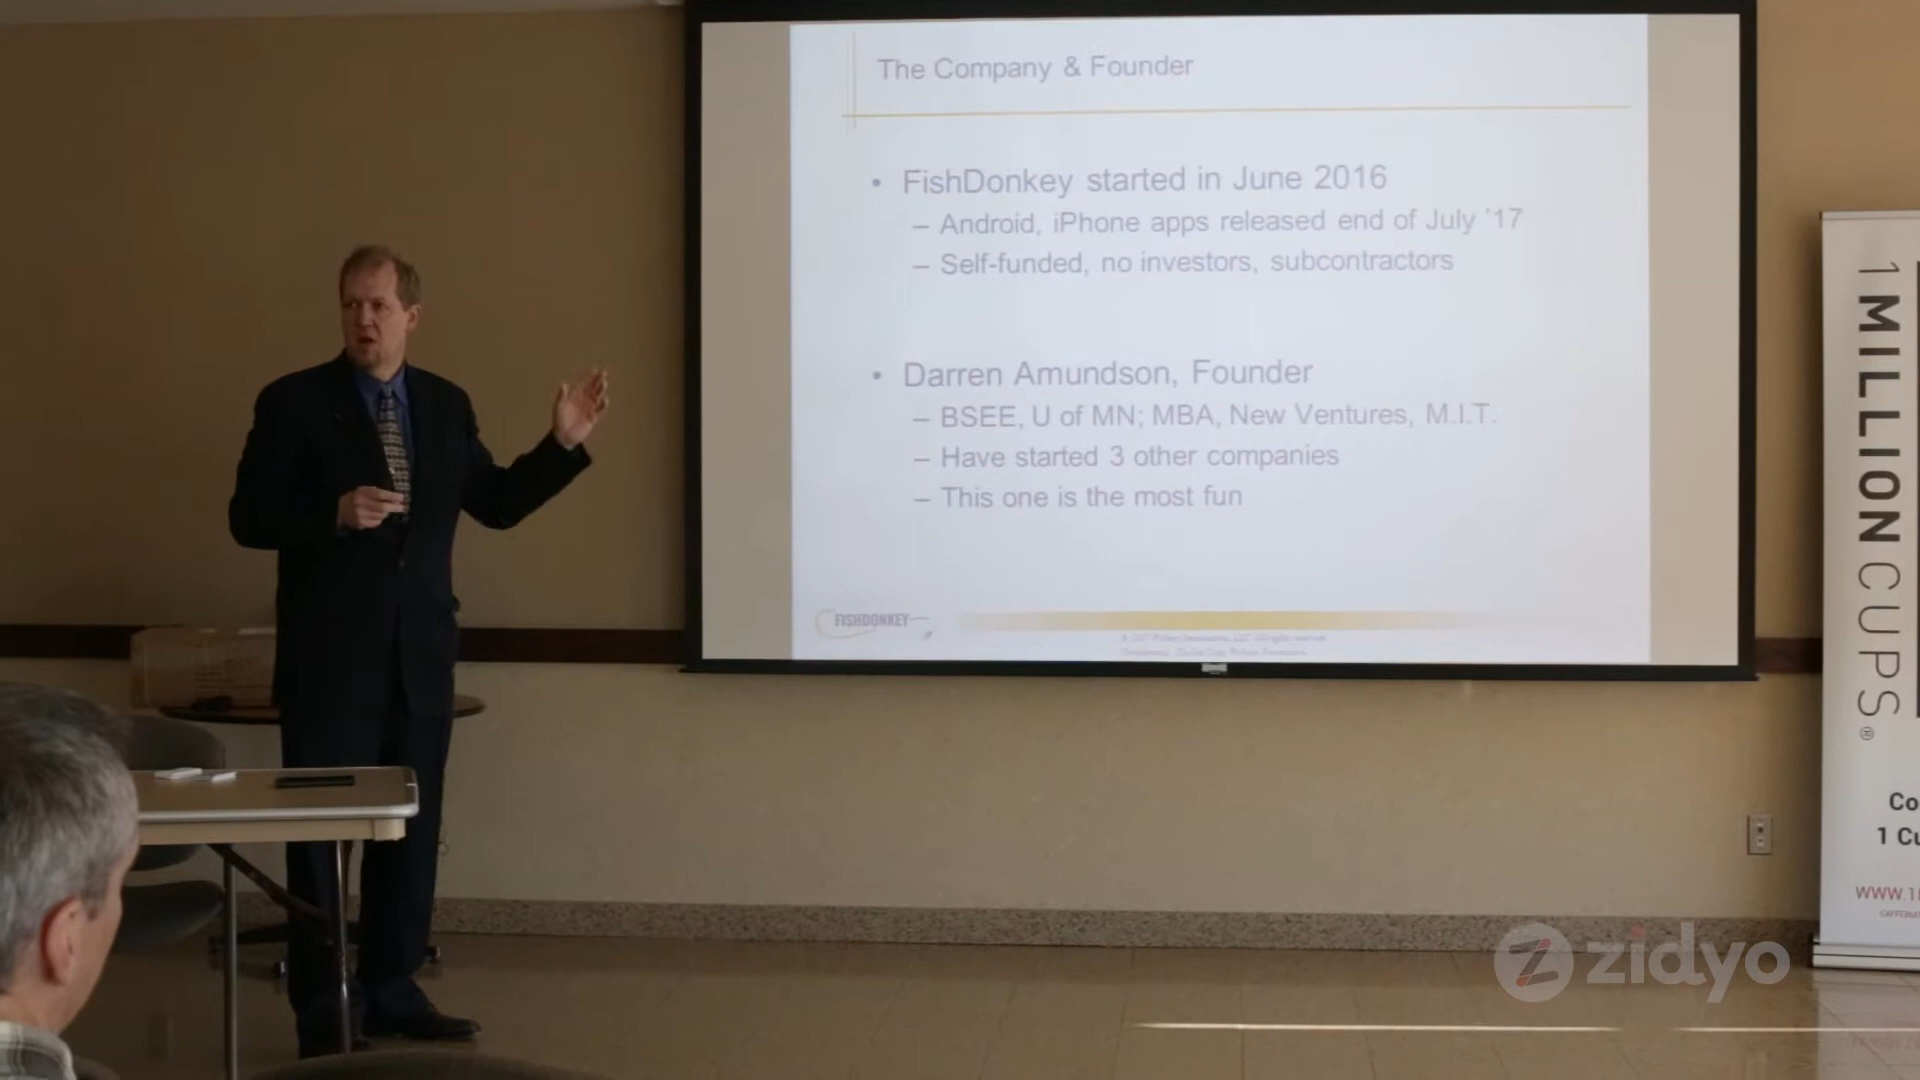 The Company & Founder
• FishDonkey started in June 2016
– Android, iPhone apps released end of July '17
– Self-funded, no investors, subcontractors
• Darren Amundson, Founder
– BSEE, U of MN; MBA, New Ventures, M.I.T.
– Have started 3 other companies
– This one is the most fun
FISHDONKEY
1 MILLION CUPS®
Co
1 Cu
WWW.1
zidyo